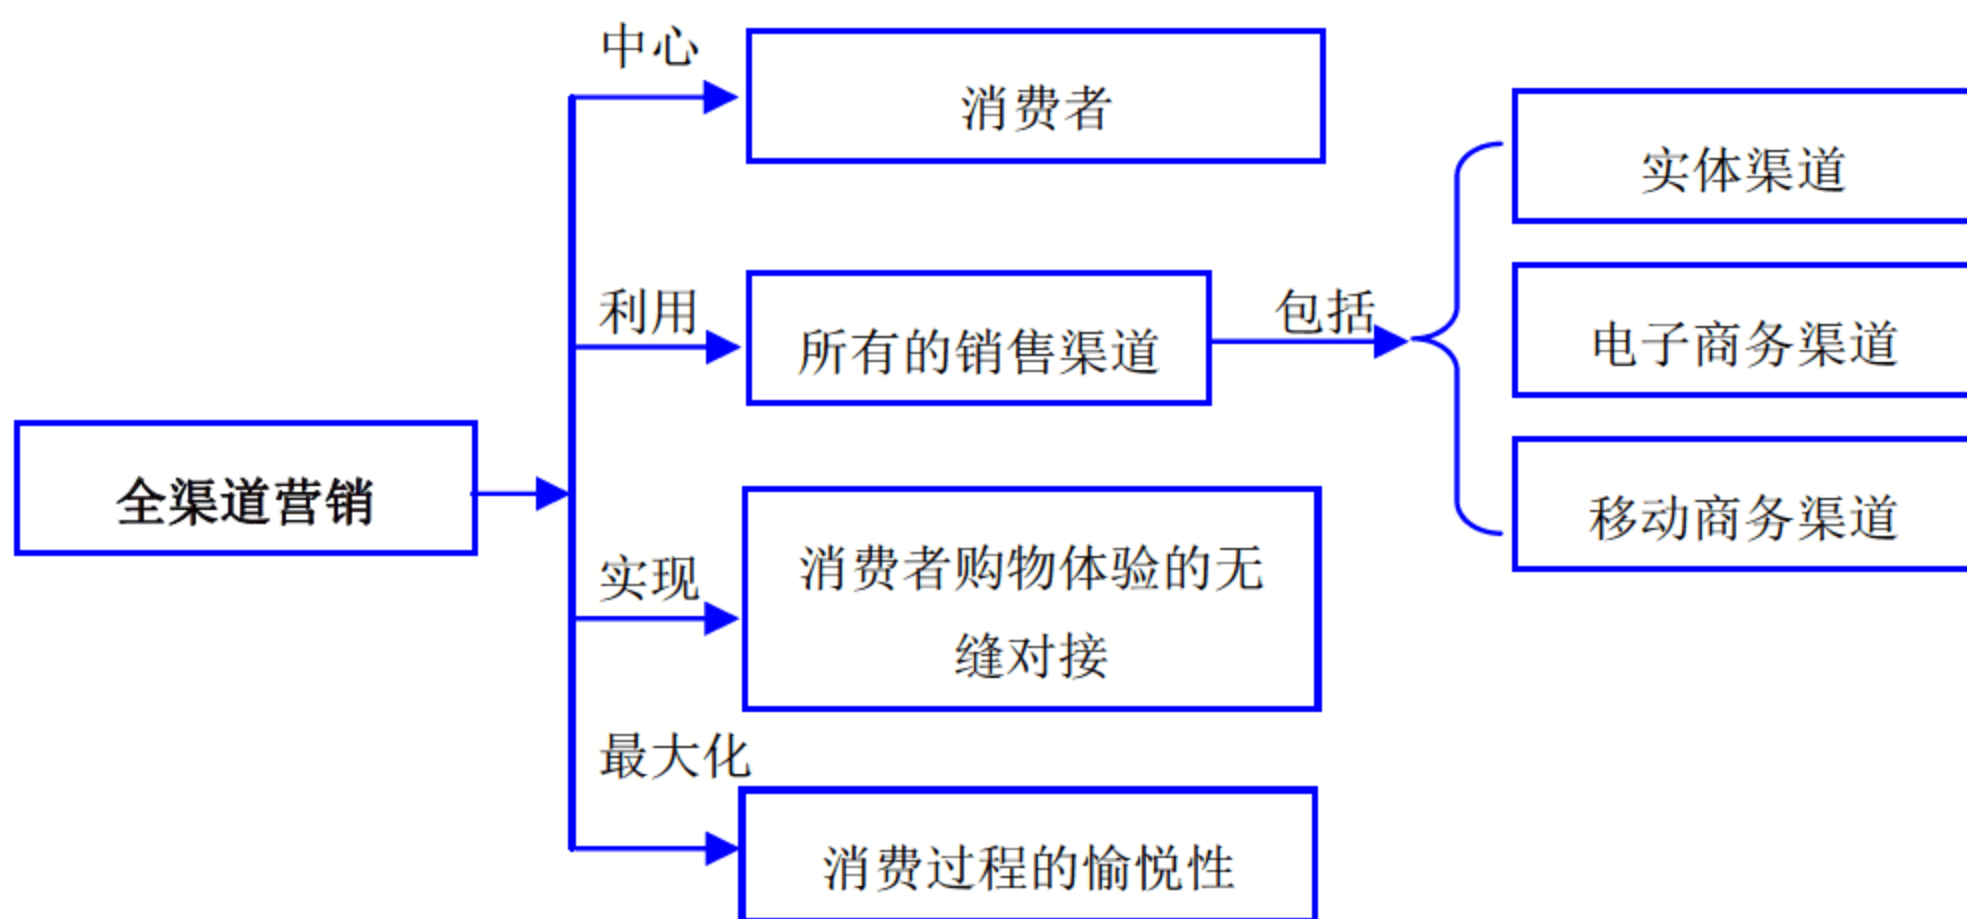 中心
消费者
实体渠道
利用
所有的销售渠道
包括
电子商务渠道
全渠道营销
移动商务渠道
实现
消费者购物体验的无
缝对接
最大化
消费过程的愉悦性